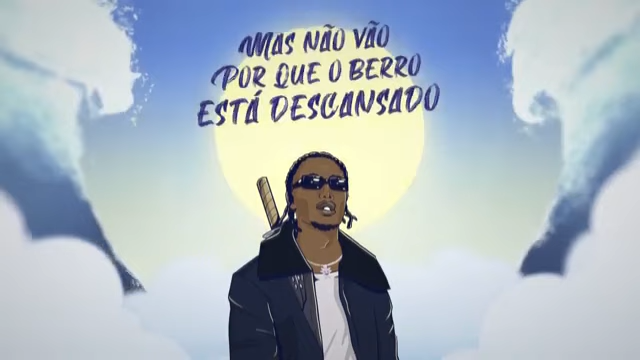 MAS NÃO VÃO
POR QUE O BERRO
ESTÁ DESCANSADO